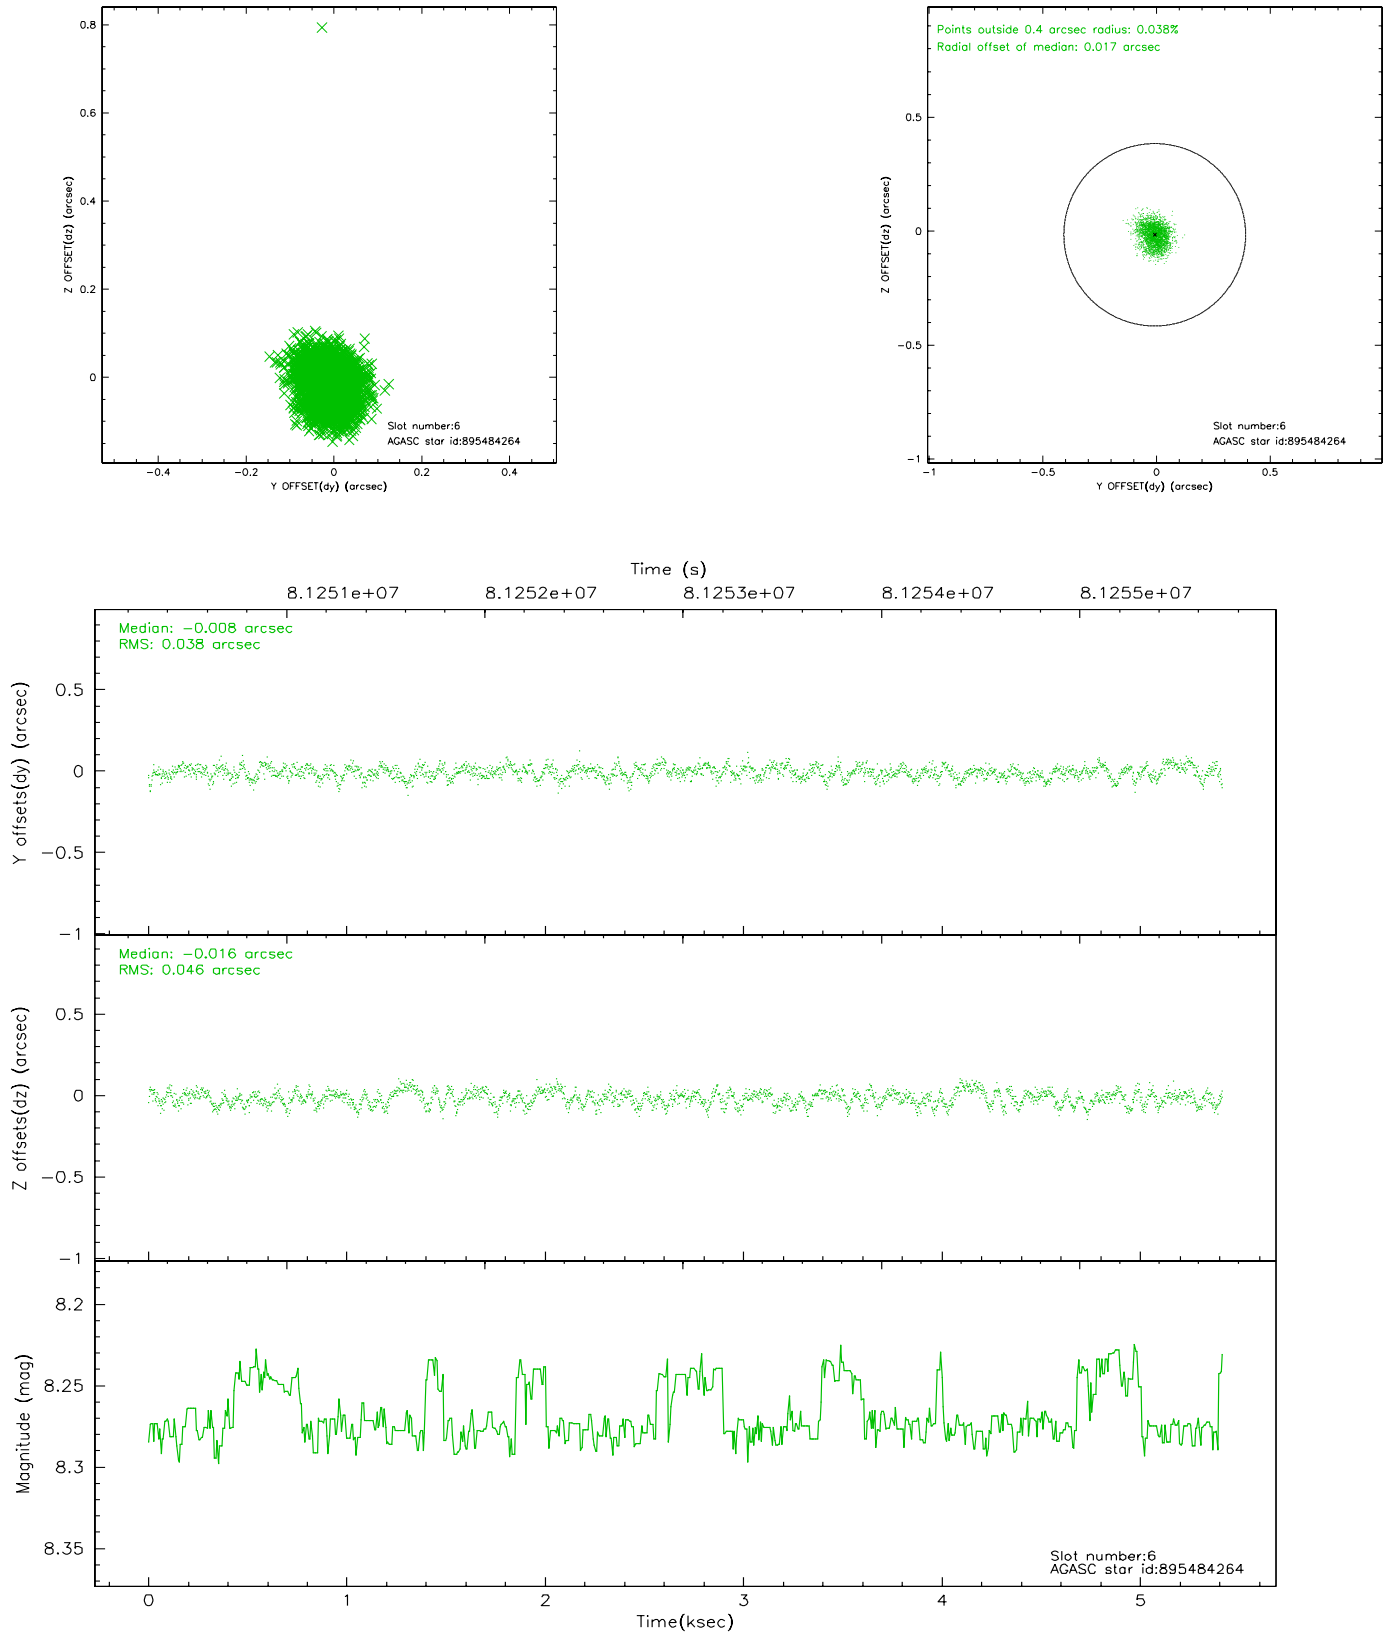 0.8
0.6
0.4
0.2
0
Z OFFSET(dz) (arcsec)
Slot number:6
AGASC star id:895484264
−0.4 −0.2 0 0.2 0.4
Y OFFSET(dy) (arcsec)
Points outside 0.4 arcsec radius: 0.038%
Radial offset of median: 0.017 arcsec
0.5
0
−0.5
−1
Z OFFSET(dz) (arcsec)
Slot number:6
AGASC star id:895484264
−1 −0.5 0 0.5
Y OFFSET(dy) (arcsec)
Time (s)
8.1251e+07 8.1252e+07 8.1253e+07 8.1254e+07 8.1255e+07
Median: −0.008 arcsec
RMS: 0.038 arcsec
0.5
0
−0.5
−1
Y offsets(dy) (arcsec)
Median: −0.016 arcsec
RMS: 0.046 arcsec
0.5
0
−0.5
−1
Z offsets(dz) (arcsec)
8.2
8.25
8.3
8.35
Magnitude (mag)
Slot number:6
AGASC star id:895484264
0 1 2 3 4 5
Time(ksec)